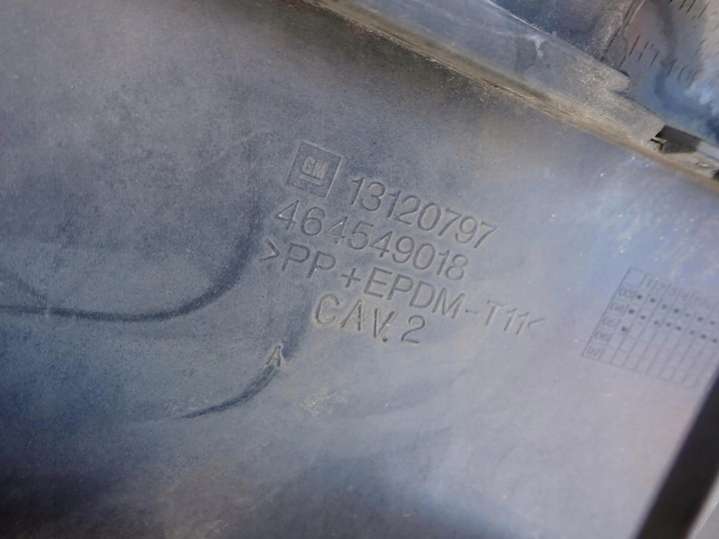 GM
13120797
464549018
>PP+EPDM-T11<
CAV.2
A